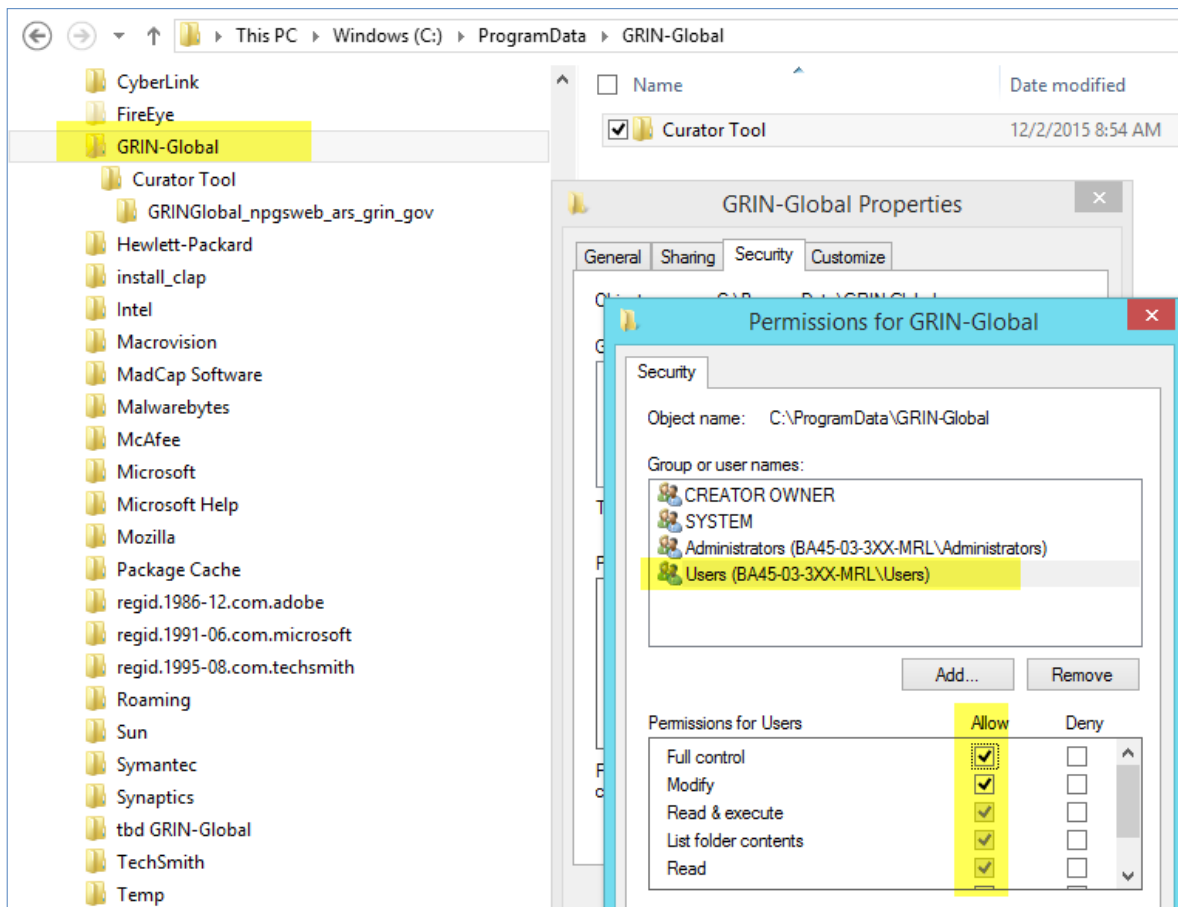 This PC Windows (C:) ProgramData GRIN-Global
CyberLink
FireEye
GRIN-Global
Curator Tool
GRINGlobal_npgsweb_ars_grin_gov
Hewlett-Packard
install_clap
Intel
Macrovision
MadCap Software
Malwarebytes
McAfee
Microsoft
Microsoft Help
Mozilla
Package Cache
regid.1986-12.com.adobe
regid.1991-06.com.microsoft
regid.1995-08.com.techsmith
Roaming
Sun
Symantec
Synaptics
tbd GRIN-Global
TechSmith
Temp
Name Date modified
Curator Tool 12/2/2015 8:54 AM
GRIN-Global Properties
General Sharing Security Customize
Permissions for GRIN-Global
Security
Object name: C:\ProgramData\GRIN-Global
Group or user names:
CREATOR OWNER
SYSTEM
Administrators (BA45-03-3XX-MRL\Administrators)
Users (BA45-03-3XX-MRL\Users)
Add... Remove
Permissions for Users Allow Deny
Full control
Modify
Read & execute
List folder contents
Read